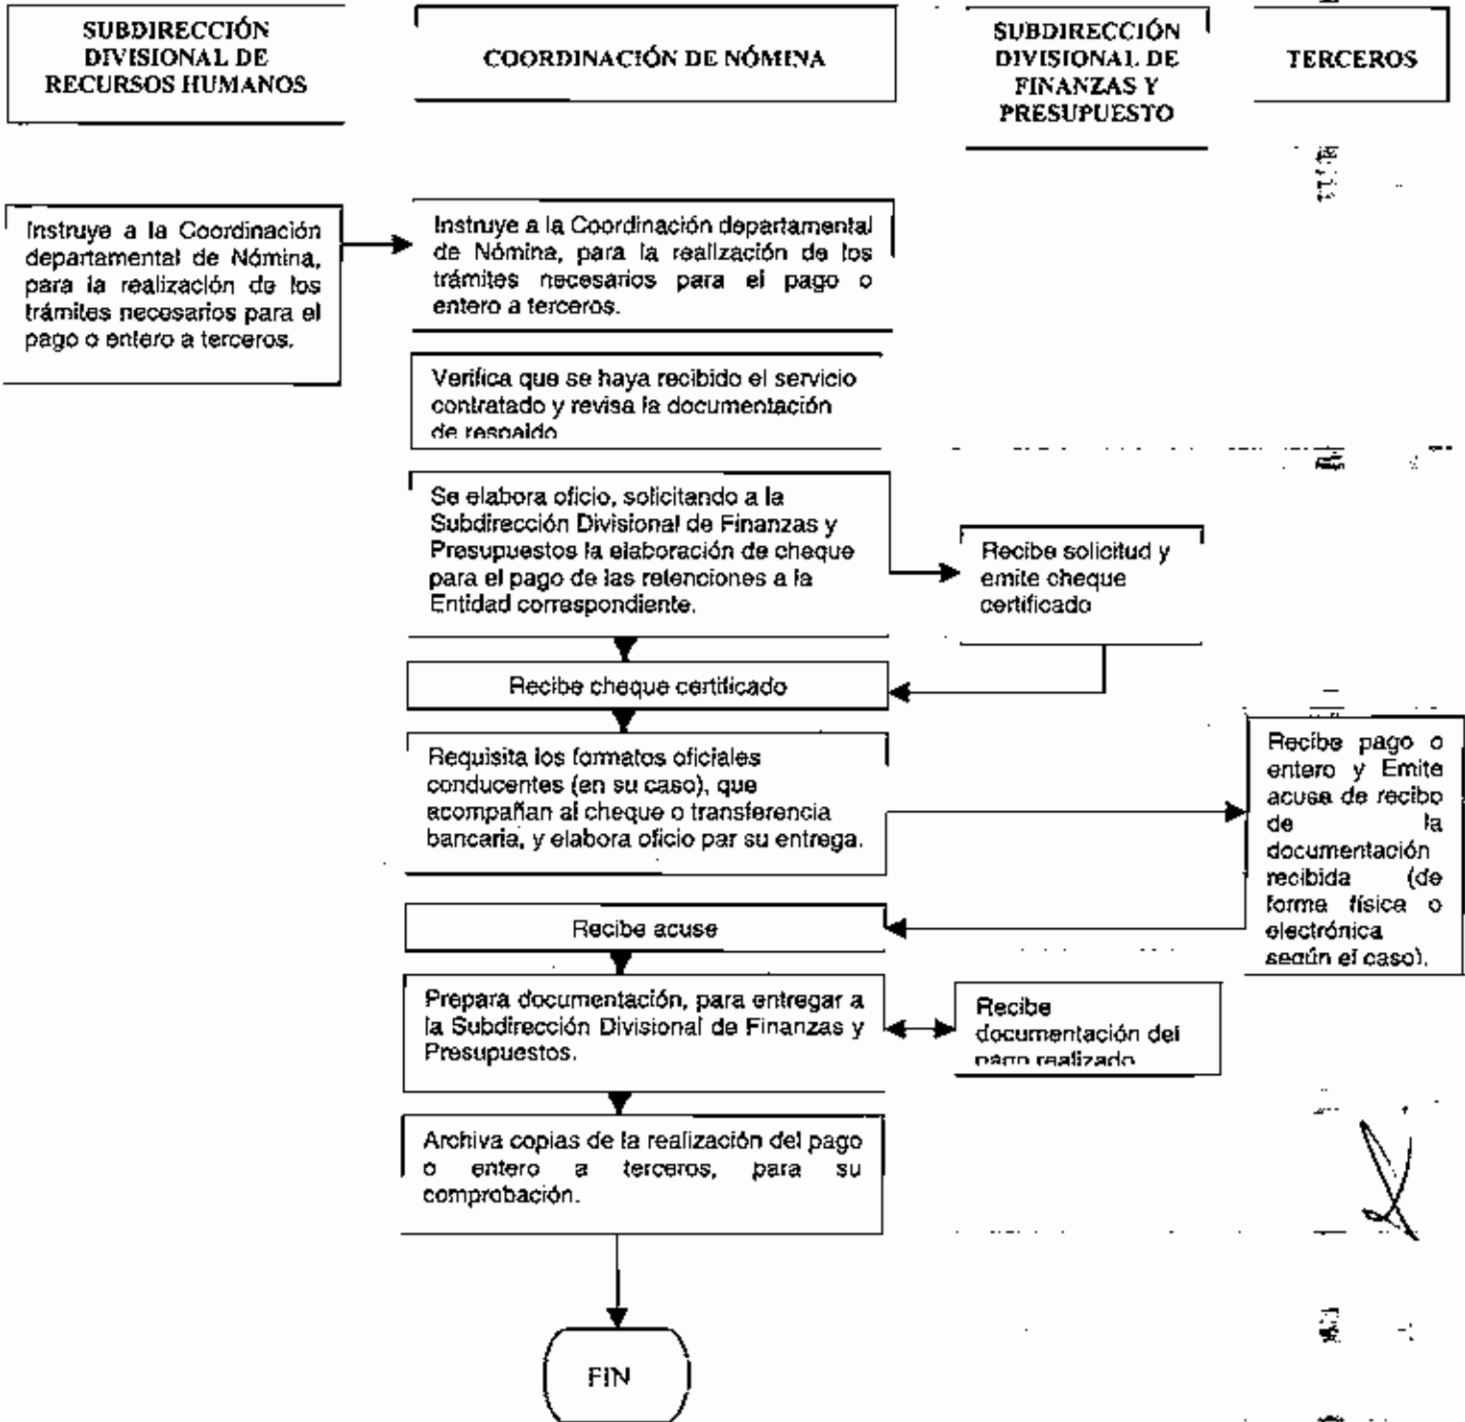 SUBDIRECCIÓN
DIVISIONAL DE
RECURSOS HUMANOS
COORDINACIÓN DE NÓMINA
SUBDIRECCIÓN
DIVISIONAL DE
FINANZAS Y
PRESUPUESTO
TERCEROS
Instruye a la Coordinación
departamental de Nómina,
para la realización de los
trámites necesarios para el
pago o entero a terceros.
Instruye a la Coordinación departamental
de Nómina, para la realización de los
trámites necesarios para el pago o
entero a terceros.
Verifica que se haya recibido el servicio
contratado y revisa la documentación
de respaldo
Se elabora oficio, solicitando a la
Subdirección Divisional de Finanzas y
Presupuestos la elaboración de cheque
para el pago de las retenciones a la
Entidad correspondiente.
Recibe solicitud y
emite cheque
certificado
Recibe cheque certificado
Requisita los formatos oficiales
conducentes (en su caso), que
acompañan al cheque o transferencia
bancaria, y elabora oficio par su entrega.
Recibe pago o
entero y Emite
acuse de recibo
de la
documentación
recibida (de
forma física o
electrónica
según el caso).
Recibe acuse
Prepara documentación, para entregar a
la Subdirección Divisional de Finanzas y
Presupuestos.
Recibe
documentación del
pago realizado
Archiva copias de la realización del pago
o entero a terceros, para su
comprobación.
FIN